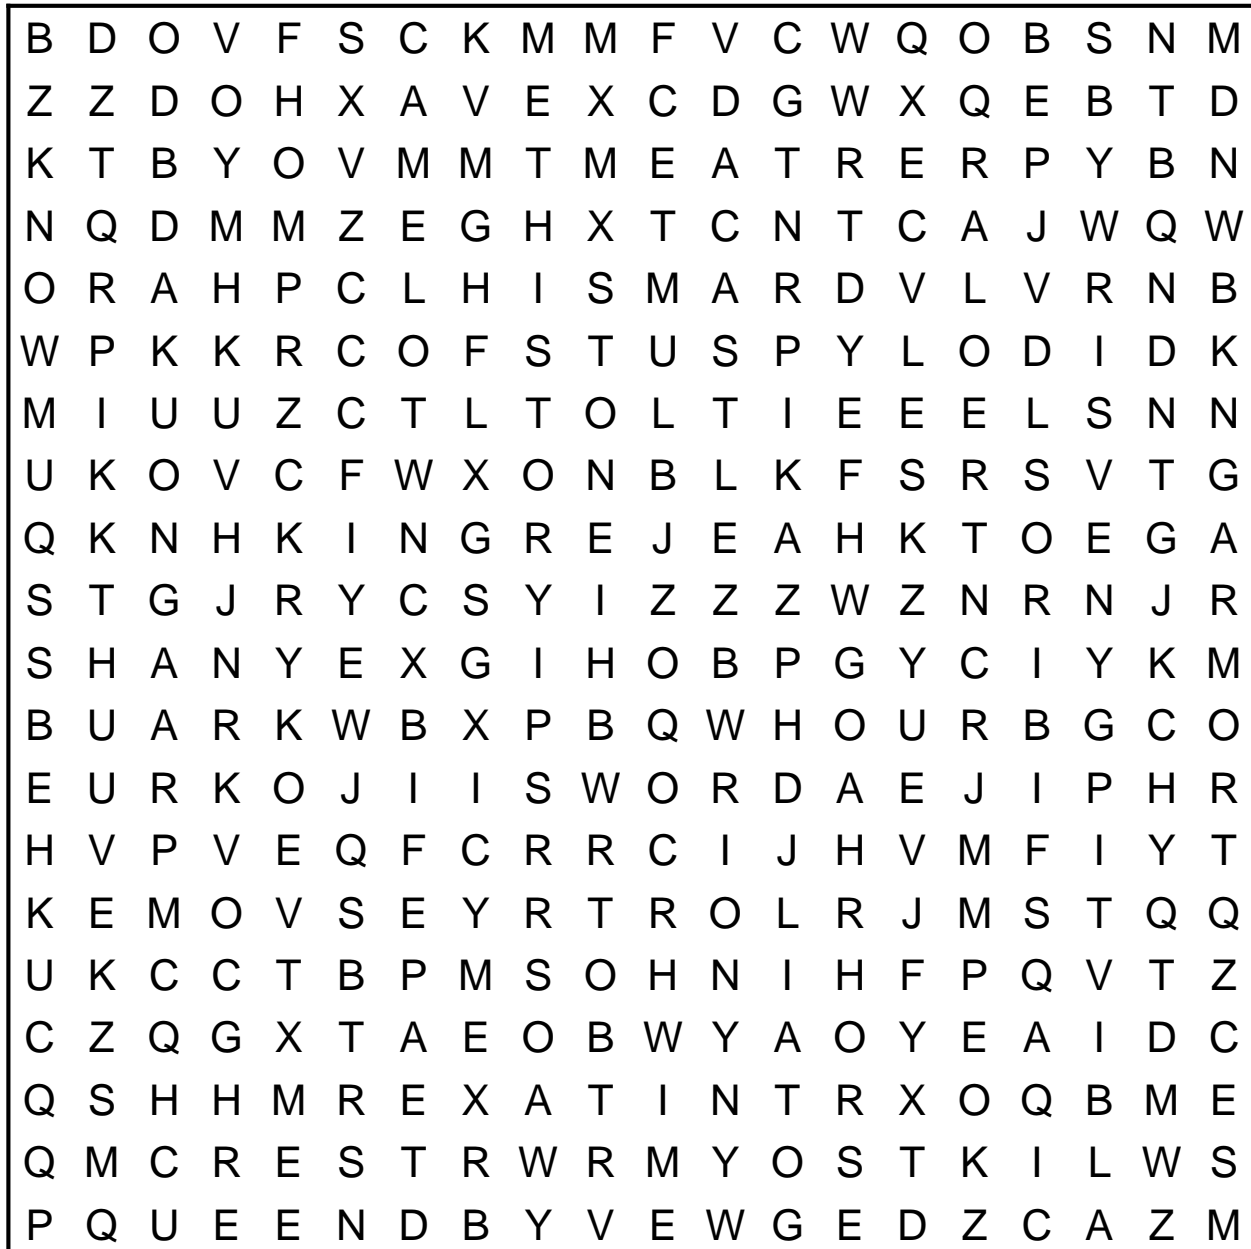 B D O V F S C K M M F V C W Q O B S N M
Z Z D O H X A V E X C D G W X Q E B T D
K T B Y O V M M T M E A T R E R P Y B N
N Q D M M Z E G H X T C N T C A J W Q W
O R A H P C L H I S M A R D V L V R N B
W P K K R C O F S T U S P Y L O D I D K
M I U U Z C T L T O L T I E E E L S N N
U K O V C F W X O N B L K F S R S V T G
Q K N H K I N G R E J E A H K T O E G A
S T G J R Y C S Y I Z Z Z W Z N R N J R
S H A N Y E X G I H O B P G Y C I Y K M
B U A R K W B X P B Q W H O U R B G C O
E U R K O J I I S W O R D A E J I P H R
H V P V E Q F C R R C I J H V M F I Y T
K E M O V S E Y R T R O L R J M S T Q Q
U K C C T B P M S O H N I H F P Q V T Z
C Z Q G X T A E O B W Y A O Y E A I D C
Q S H H M R E X A T I N T R X O Q B M E
Q M C R E S T R W R M Y O S T K I L W S
P Q U E E N D B Y V E W G E D Z C A Z M